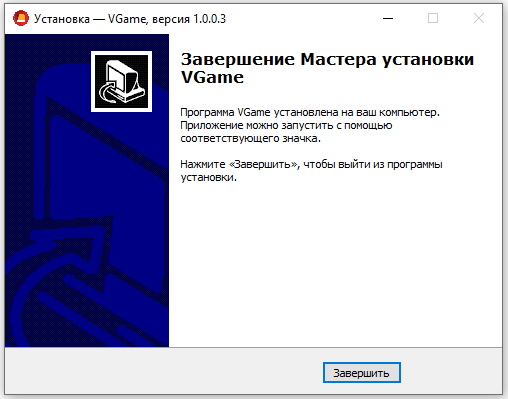 Установка — VGame, версия 1.0.0.3
Завершение Мастера установки
VGame
Программа VGame установлена на ваш компьютер.
Приложение можно запустить с помощью
соответствующего значка.
Нажмите «Завершить», чтобы выйти из программы
установки.
Завершить